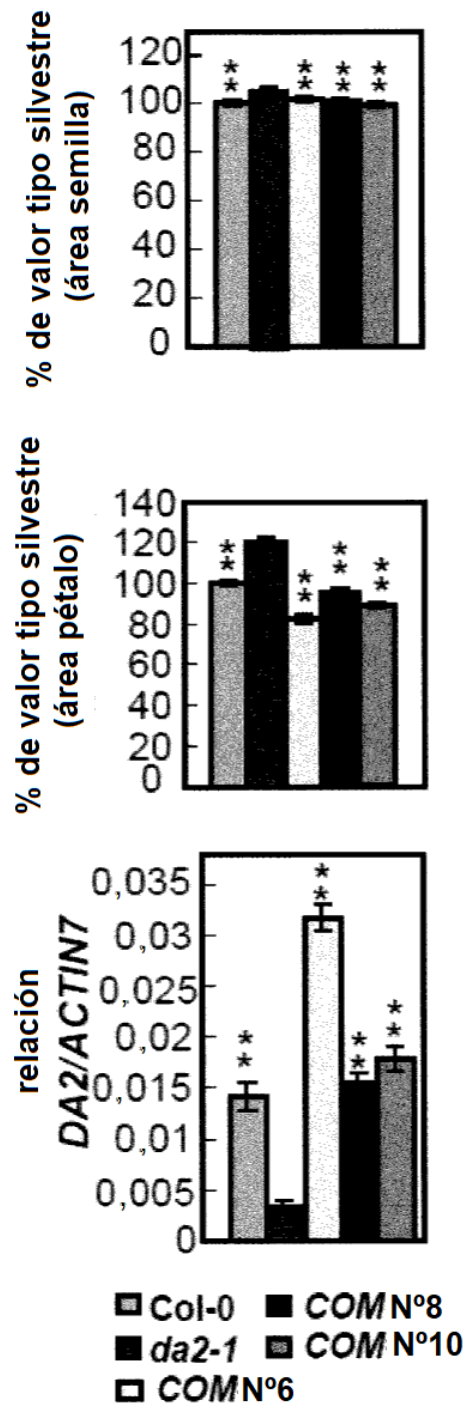 % de valor tipo silvestre
(área semilla)
120
100
80
60
40
20
0
** ** ** **
% de valor tipo silvestre
(área pétalo)
140
120
100
80
60
40
20
0
** ** ** **
relación
DA2/ACTIN7
0,035
0,03
0,025
0,02
0,015
0,01
0,005
0
** ** ** **
Col-0 COM Nº8
da2-1 COM Nº10
COM Nº6